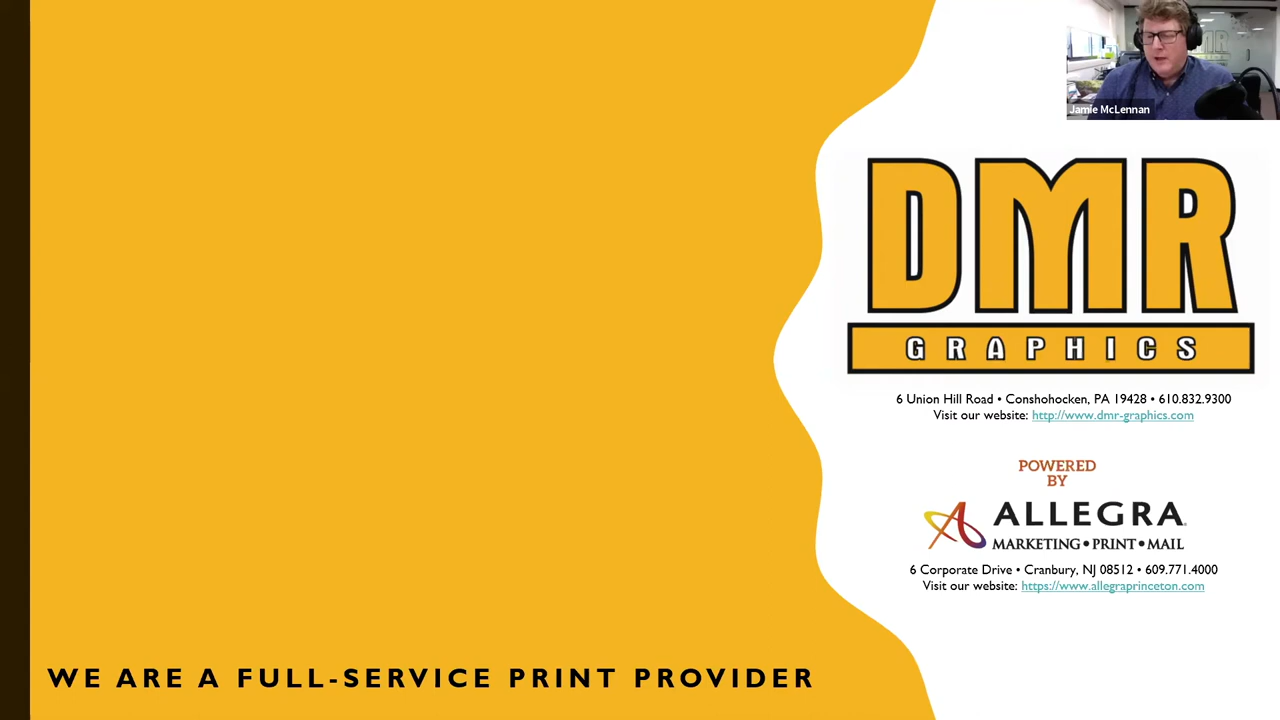 Jamie McLennan
DMR
GRAPHICS
6 Union Hill Road • Conshohocken, PA 19428 • 610.832.9300
Visit our website: http://www.dmr-graphics.com
POWERED
BY
ALLEGRA
MARKETING•PRINT•MAIL
6 Corporate Drive • Cranbury, NJ 08512 • 609.771.4000
Visit our website: https://www.allegraprinceton.com
WE ARE A FULL-SERVICE PRINT PROVIDER